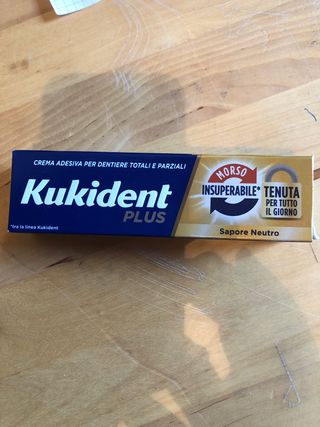 CREMA ADESIVA PER DENTIERE TOTALI E PARZIALI
Kukident
PLUS
*fra la linea Kukident
MORSO
INSUPERABILE*
TENUTA
PER TUTTO
IL GIORNO
Sapore Neutro